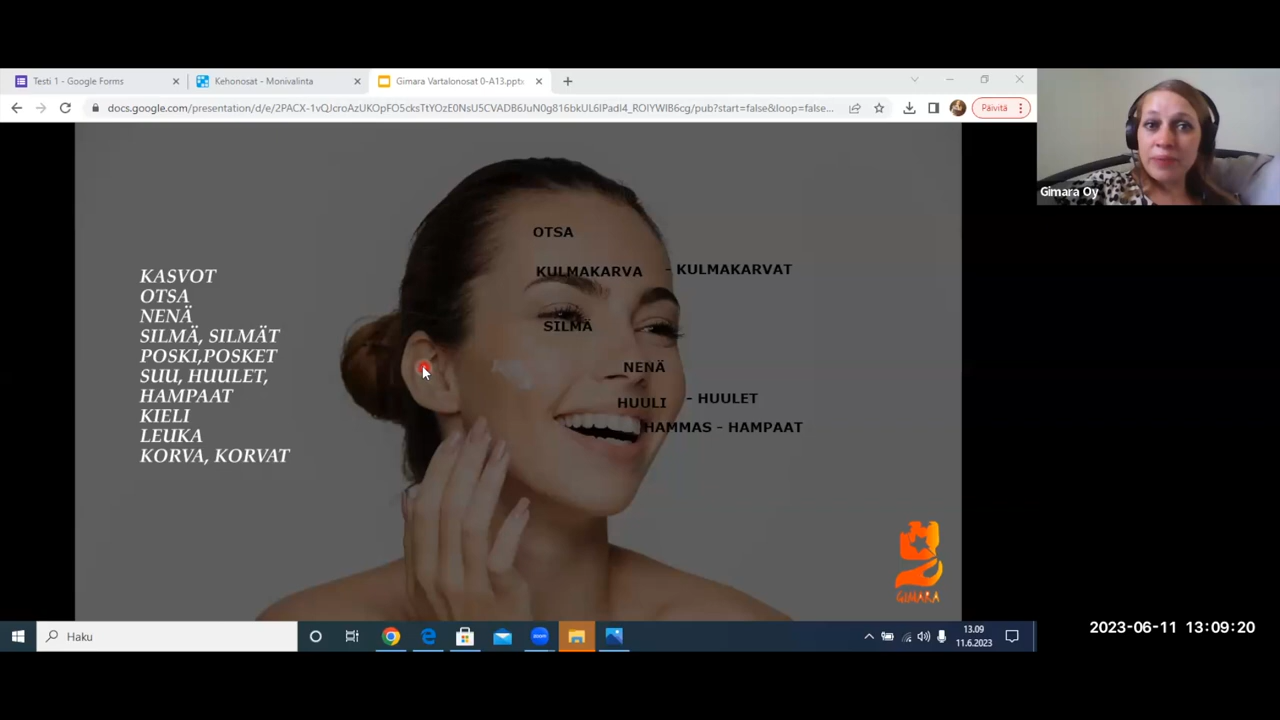 Testi 1 - Google Forms
Kehonosat - Monivalinta
Gimara Vartalonosat 0-A13.pptx
docs.google.com/presentation/d/e/2PACX-1vQJcroAzUKOpFO5cksTtYOzE0NsU5CVADB6JuN0g816bkUL6IPadl4_ROlYWlB6cg/pub?start=false&loop=false...
Päivitä
Gimara Oy
OTSA
KULMAKARVA - KULMAKARVAT
SILMÄ
NENÄ
HUULI - HUULET
HAMMAS - HAMPAAT
KASVOT
OTSA
NENÄ
SILMÄ, SILMÄT
POSKI,POSKET
SUU, HUULET,
HAMPAAT
KIELI
LEUKA
KORVA, KORVAT
GIMARA
Haku
13.09
11.6.2023
2023-06-11 13:09:20